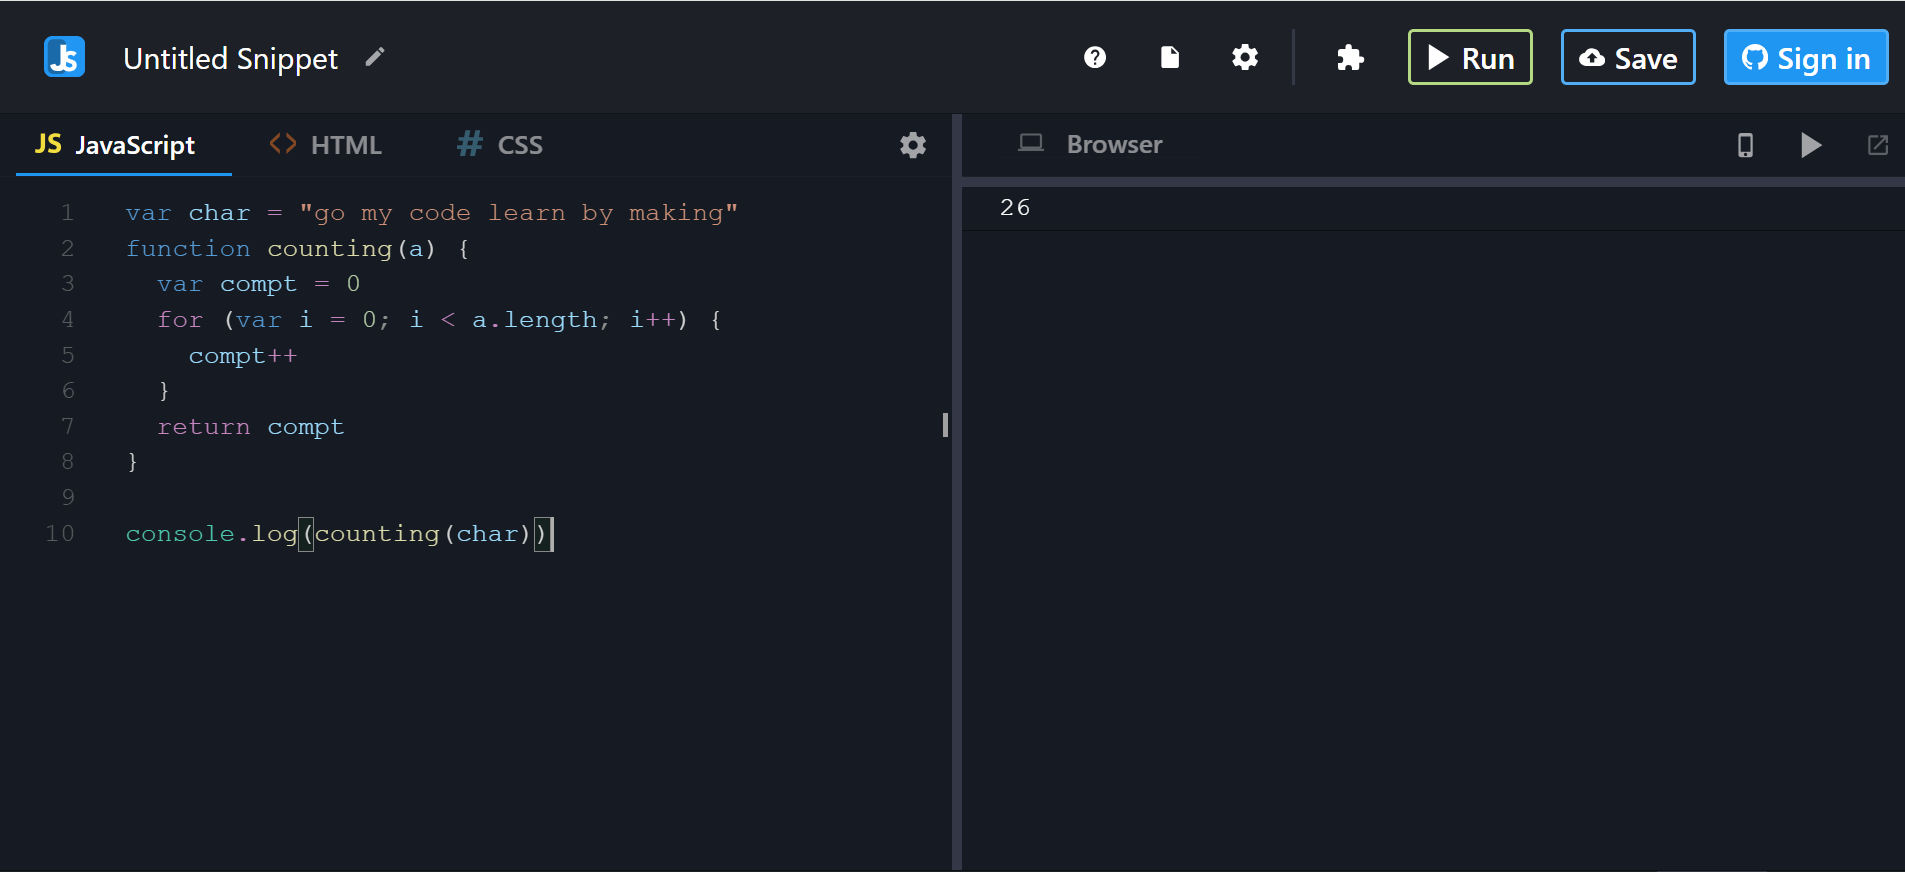 JS Untitled Snippet Run Save Sign in
JS JavaScript <> HTML # CSS Browser
1 var char = "go my code learn by making"
2 function counting(a) {
3   var compt = 0
4   for (var i = 0; i < a.length; i++) {
5     compt++
6   }
7   return compt
8 }
9
10 console.log(counting(char))
26